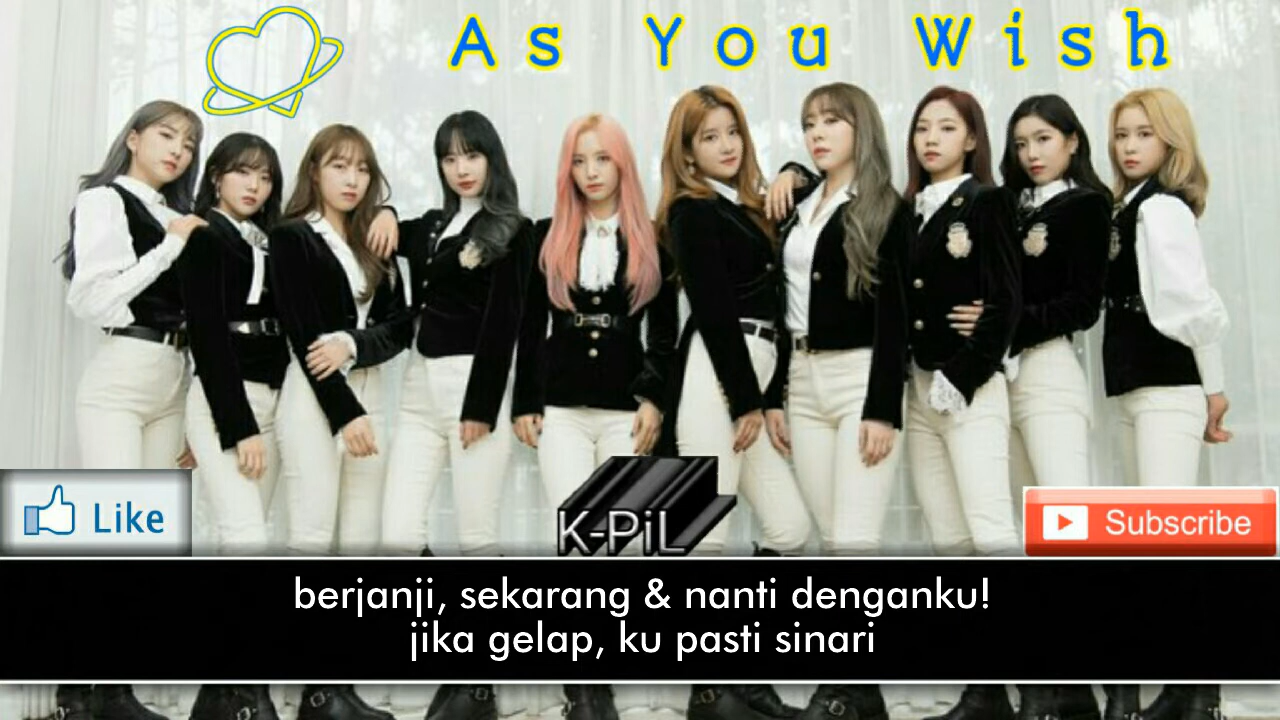 As You Wish
Like
K-PiL
Subscribe
berjanji, sekarang & nanti denganku!
jika gelap, ku pasti sinari